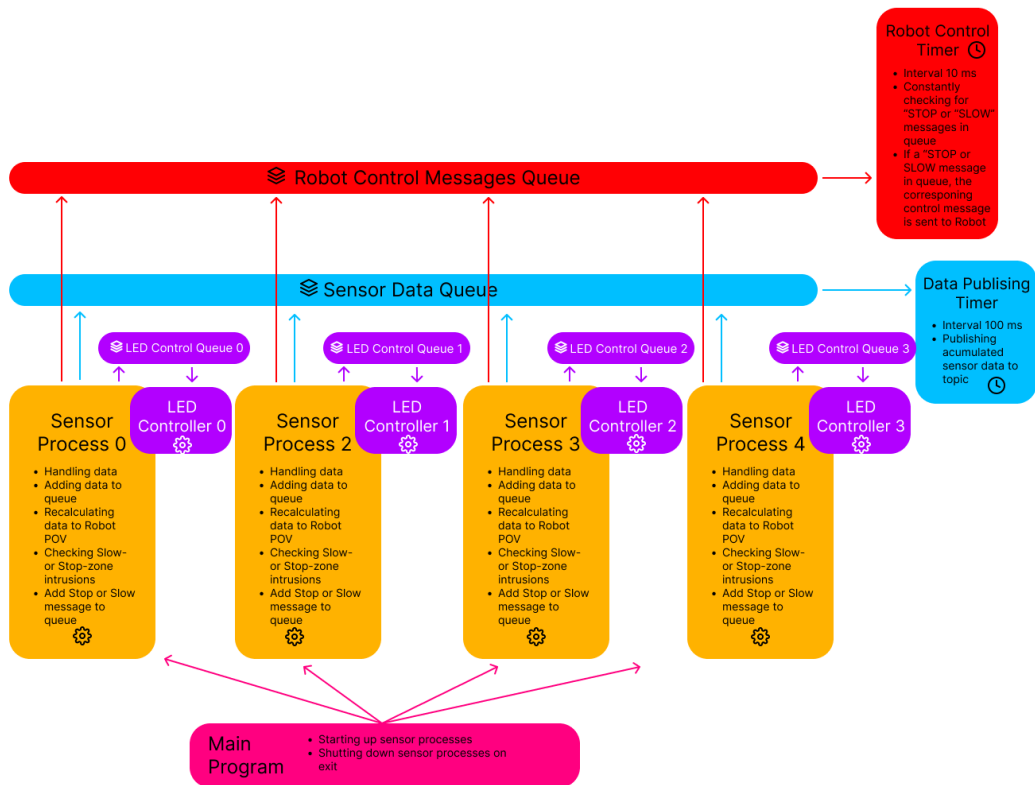 Robot Control
Timer
• Interval 10 ms
• Constantly
checking for
"STOP or "SLOW"
messages in
queue
• If a "STOP or
SLOW message
in queue, the
corresponing
control message
is sent to Robot
Robot Control Messages Queue
Sensor Data Queue
Data Publising
Timer
• Interval 100 ms
• Publishing
acumulated
sensor data to
topic
LED Control Queue 0
LED Control Queue 1
LED Control Queue 2
LED Control Queue 3
Sensor
Process 0
• Handling data
• Adding data to
queue
• Recalculating
data to Robot
POV
• Checking Slow-
or Stop-zone
intrusions
• Add Stop or Slow
message to
queue
LED
Controller 0
Sensor
Process 2
• Handling data
• Adding data to
queue
• Recalculating
data to Robot
POV
• Checking Slow-
or Stop-zone
intrusions
• Add Stop or Slow
message to
queue
LED
Controller 1
Sensor
Process 3
• Handling data
• Adding data to
queue
• Recalculating
data to Robot
POV
• Checking Slow-
or Stop-zone
intrusions
• Add Stop or Slow
message to
queue
LED
Controller 2
Sensor
Process 4
• Handling data
• Adding data to
queue
• Recalculating
data to Robot
POV
• Checking Slow-
or Stop-zone
intrusions
• Add Stop or Slow
message to
queue
LED
Controller 3
Main
Program
• Starting up sensor processes
• Shutting down sensor processes on
exit